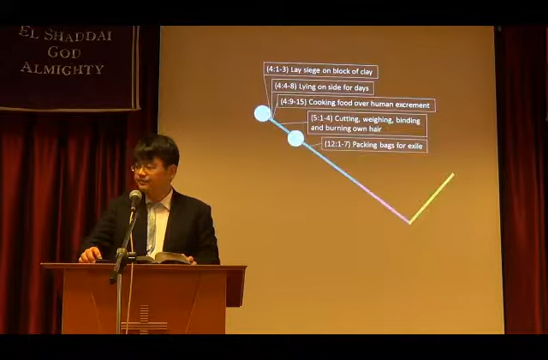 EL SHADDAI
GOD
ALMIGHTY
(4:1-3) Lay siege on block of clay
(4:4-8) Lying on side for days
(4:9-15) Cooking food over human excrement
(5:1-4) Cutting, weighing, binding
and burning own hair
(12:1-7) Packing bags for exile